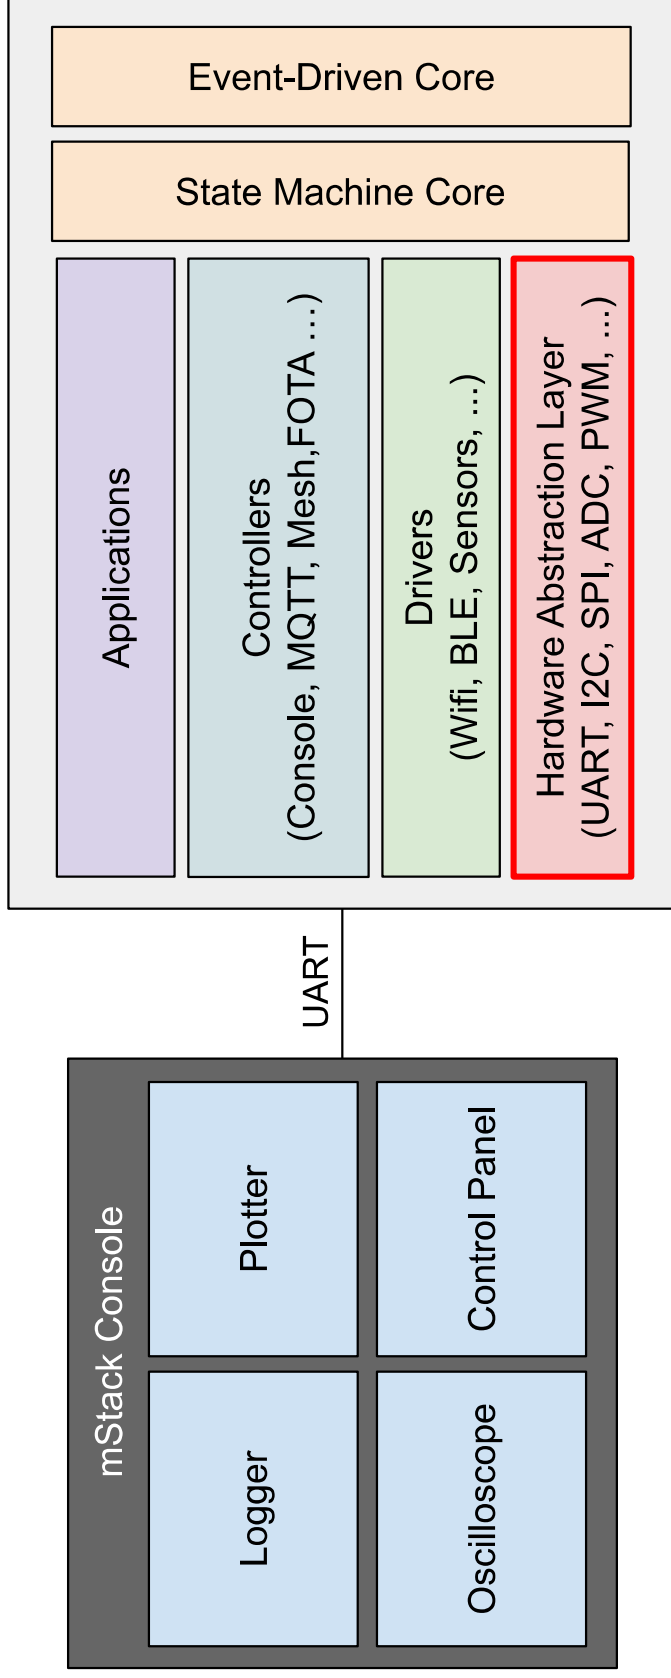 mStack Console
Logger
Plotter
Oscilloscope
Control Panel
UART
Applications
Controllers
(Console, MQTT, Mesh,FOTA …)
Drivers
(Wifi, BLE, Sensors, ...)
Hardware Abstraction Layer
(UART, I2C, SPI, ADC, PWM, ...)
State Machine Core
Event-Driven Core